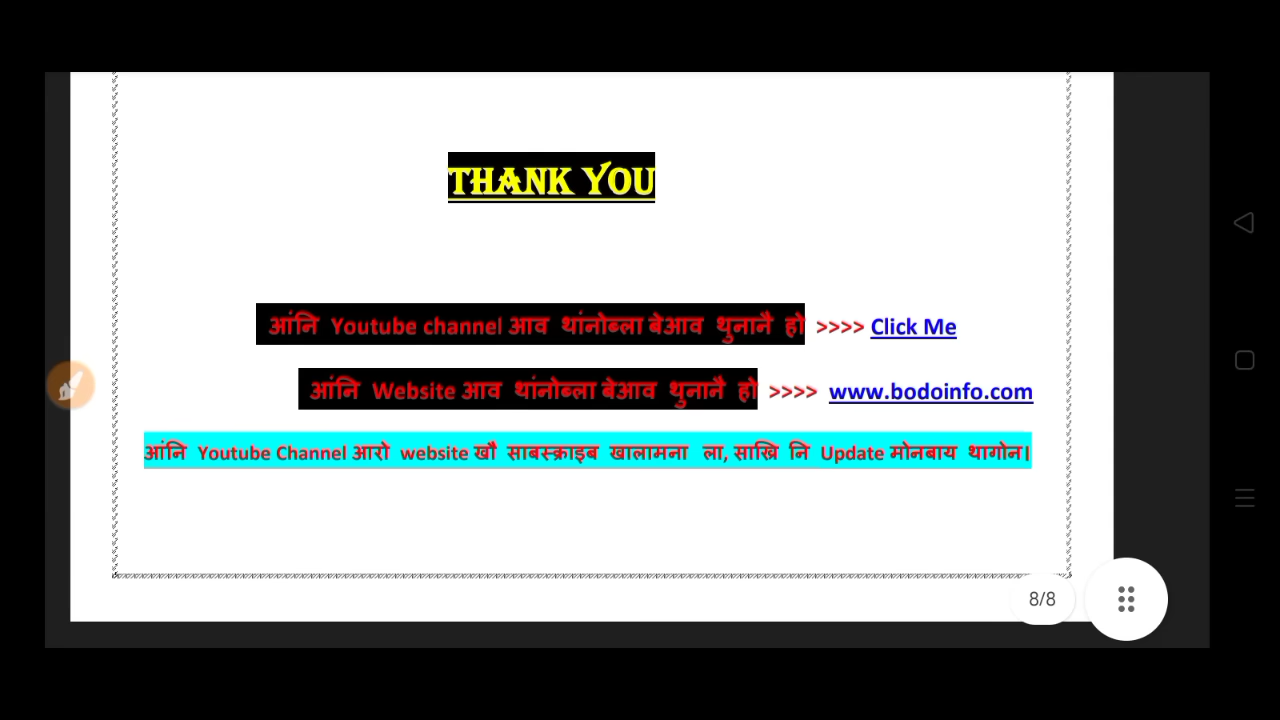 THANK YOU
आंनि Youtube channel आव थांनोब्ला बेआव थुनानै हो >>>> Click Me
आंनि Website आव थांनोब्ला बेआव थुनानै हो >>>> www.bodoinfo.com
आंनि Youtube Channel आरो website खौ साबस्क्राइब खालामना ला, साख्रि नि Update मोनबाय थागोन।
8/8